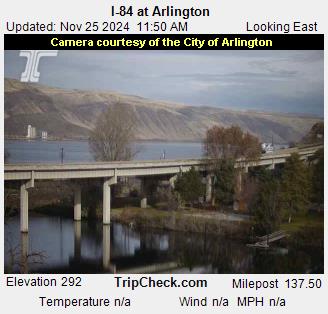 I-84 at Arlington
Updated: Nov 25 2024 11:50 AM Looking East
Camera courtesy of the City of Arlington
Elevation 292 TripCheck.com Milepost 137.50
Temperature n/a Wind n/a MPH n/a